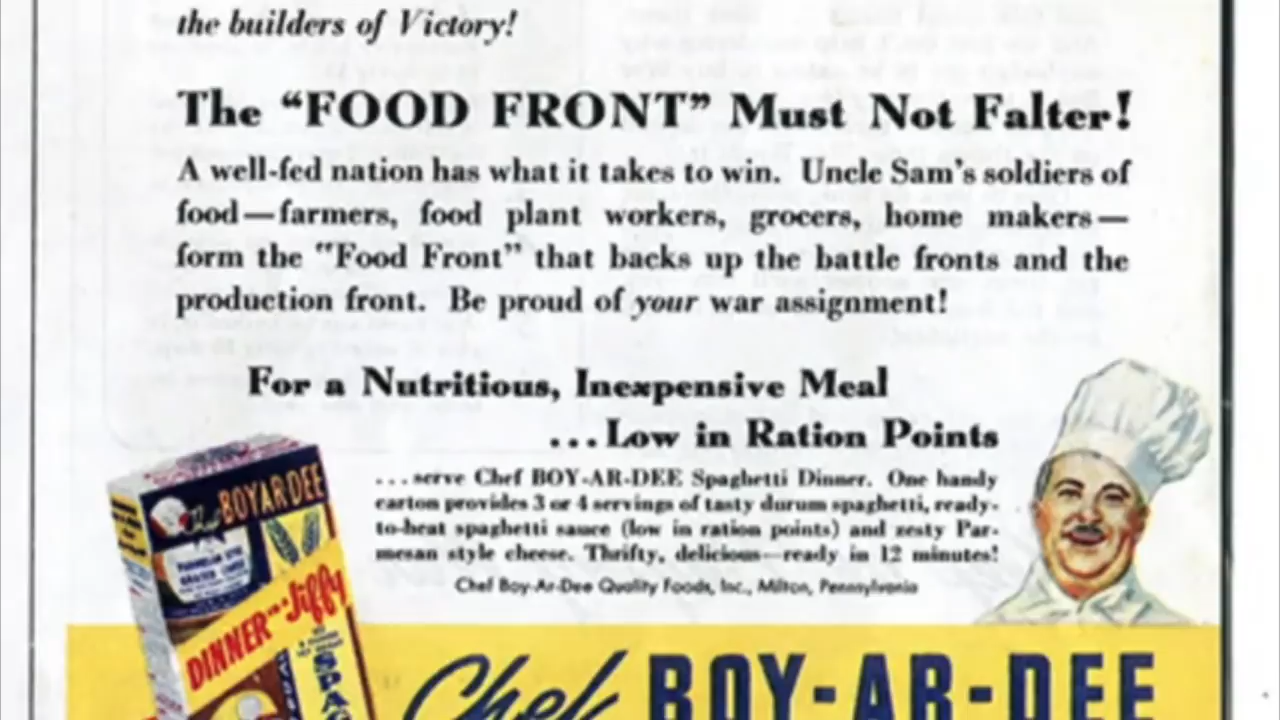 the builders of Victory!
The “FOOD FRONT” Must Not Falter!
A well-fed nation has what it takes to win. Uncle Sam’s soldiers of
food—farmers, food plant workers, grocers, home makers—
form the “Food Front” that backs up the battle fronts and the
production front. Be proud of your war assignment!
For a Nutritious, Inexpensive Meal
...Low in Ration Points
...serve Chef BOY-AR-DEE Spaghetti Dinner. One handy
carton provides 3 or 4 servings of tasty durum spaghetti, ready-
to-heat spaghetti sauce (low in ration points) and zesty Par-
mesan style cheese. Thrifty, delicious—ready in 12 minutes!
Chef Boy-Ar-Dee Quality Foods, Inc., Milton, Pennsylvania
Chef BOY-AR-DEE
DINNER in a Jiffy
SPAG
Chef BOY-AR-DEE